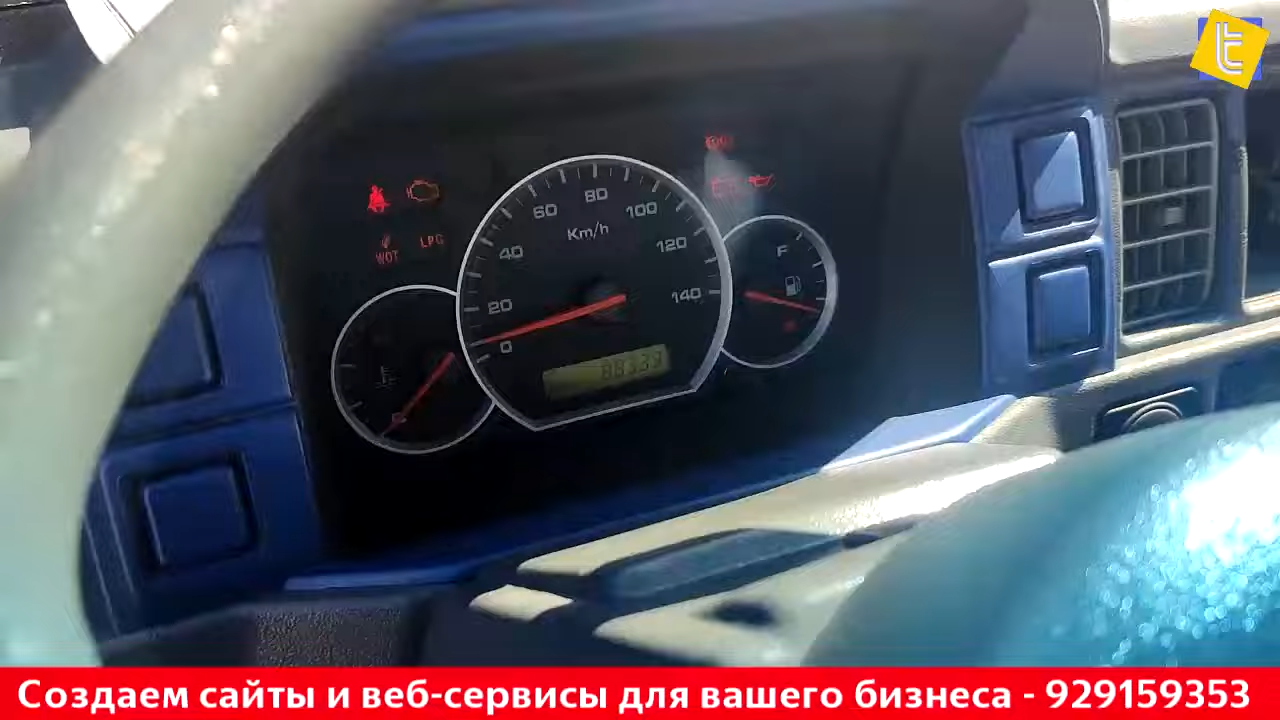 80
60
100
Km/h
40
120
LPG
WOT
F
20
140
0
88339
Создаем сайты и веб-сервисы для вашего бизнеса - 929159353